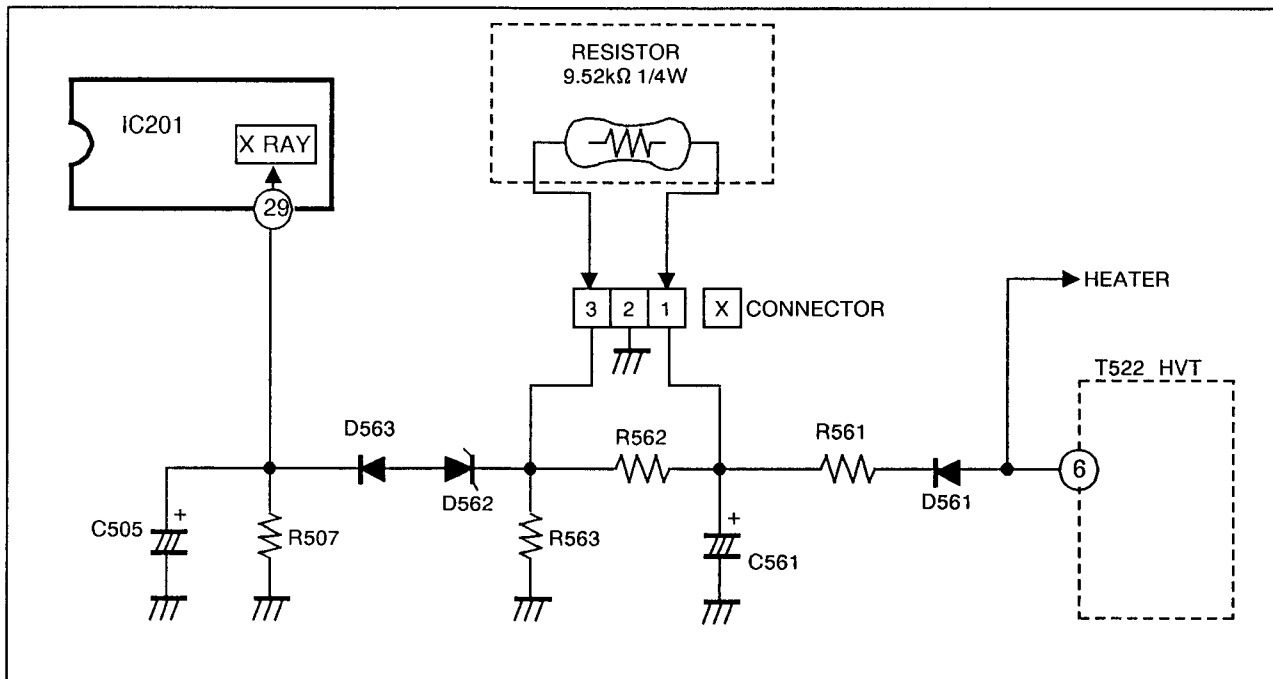 RESISTOR
9.52kΩ 1/4W
IC201
X RAY
29
3 2 1
X CONNECTOR
HEATER
T522 HVT
D563
D562
R562
R561
D561
6
C505
+
R507
R563
+
C561